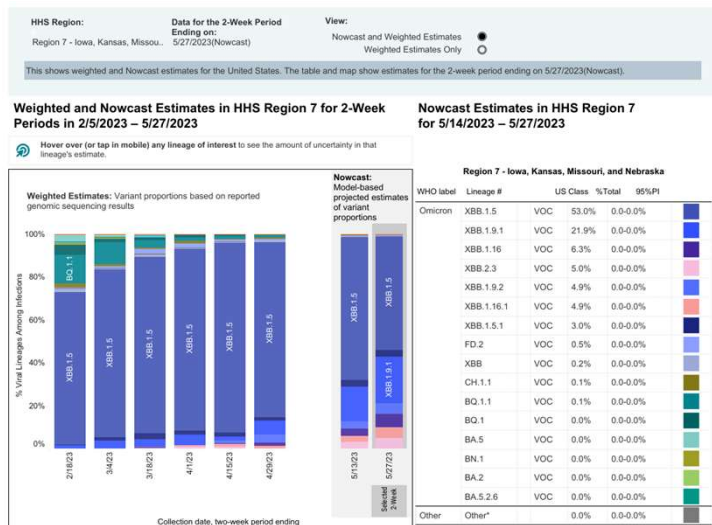 HHS Region:
Region 7 - Iowa, Kansas, Missou..
Data for the 2-Week Period
Ending on:
5/27/2023(Nowcast)
View:
Nowcast and Weighted Estimates
Weighted Estimates Only
This shows weighted and Nowcast estimates for the United States. The table and map show estimates for the 2-week period ending on 5/27/2023(Nowcast).
Weighted and Nowcast Estimates in HHS Region 7 for 2-Week
Periods in 2/5/2023 – 5/27/2023
Hover over (or tap in mobile) any lineage of interest to see the amount of uncertainty in that
lineage's estimate.
Weighted Estimates: Variant proportions based on reported
genomic sequencing results
Nowcast:
Model-based
projected estimates
of variant
proportions
% Viral Lineages Among Infections
100%
80%
60%
40%
20%
0%
BQ.1.1
XBB.1.5
XBB.1.5
XBB.1.5
XBB.1.5
XBB.1.5
XBB.1.5
XBB.1.5
XBB.1.5
XBB.1.9.1
2/18/23
3/4/23
3/18/23
4/1/23
4/15/23
4/29/23
5/13/23
5/27/23
Selected
2-Week
Collection date, two-week period ending
Nowcast Estimates in HHS Region 7
for 5/14/2023 – 5/27/2023
Region 7 - Iowa, Kansas, Missouri, and Nebraska
WHO label Lineage # US Class %Total 95%PI
Omicron XBB.1.5 VOC 53.0% 0.0-0.0%
XBB.1.9.1 VOC 21.9% 0.0-0.0%
XBB.1.16 VOC 6.3% 0.0-0.0%
XBB.2.3 VOC 5.0% 0.0-0.0%
XBB.1.9.2 VOC 4.9% 0.0-0.0%
XBB.1.16.1 VOC 4.9% 0.0-0.0%
XBB.1.5.1 VOC 3.0% 0.0-0.0%
FD.2 VOC 0.5% 0.0-0.0%
XBB VOC 0.2% 0.0-0.0%
CH.1.1 VOC 0.1% 0.0-0.0%
BQ.1.1 VOC 0.1% 0.0-0.0%
BQ.1 VOC 0.0% 0.0-0.0%
BA.5 VOC 0.0% 0.0-0.0%
BN.1 VOC 0.0% 0.0-0.0%
BA.2 VOC 0.0% 0.0-0.0%
BA.5.2.6 VOC 0.0% 0.0-0.0%
Other Other* 0.0% 0.0-0.0%